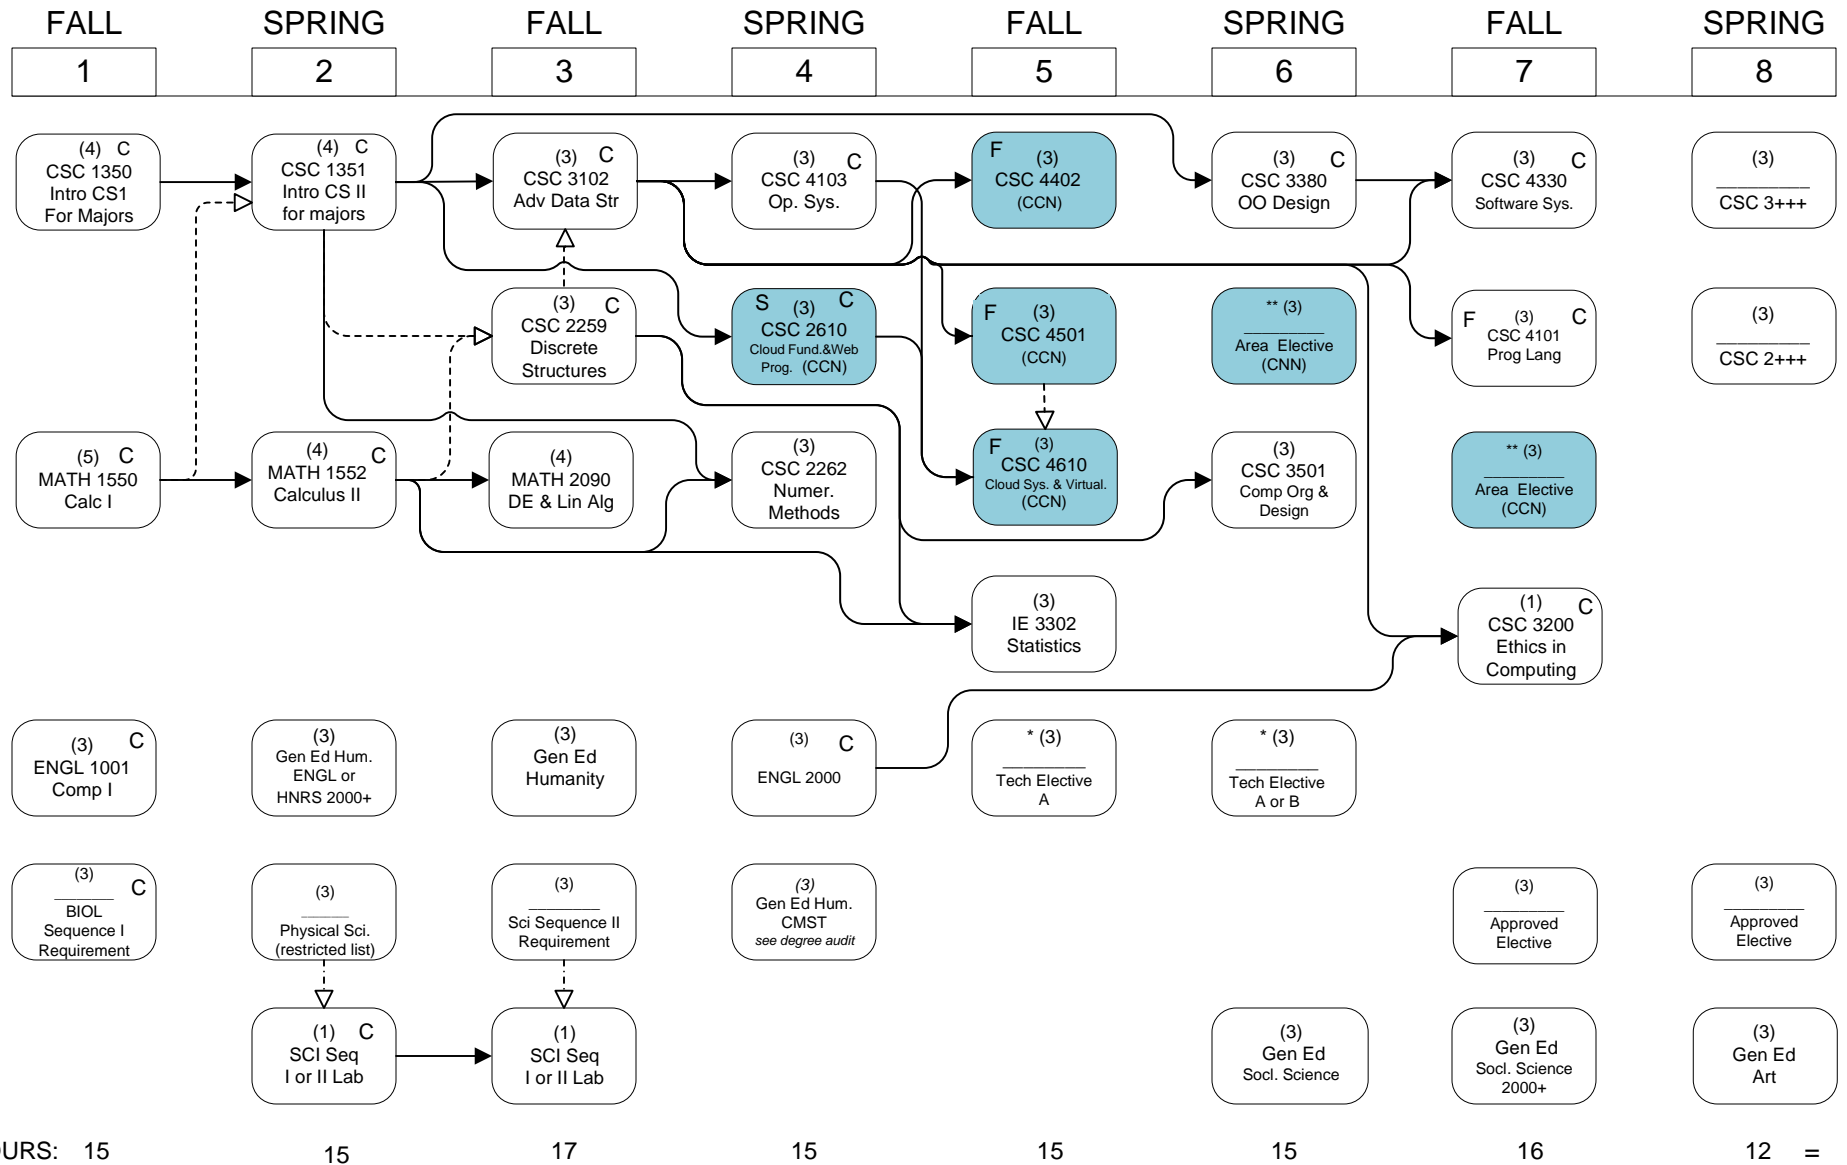 FALL SPRING FALL SPRING FALL SPRING FALL SPRING
1 2 3 4 5 6 7 8
(4) C
CSC 1350
Intro CS1
For Majors
(4) C
CSC 1351
Intro CS II
for majors
(3) C
CSC 3102
Adv Data Str
(3) C
CSC 4103
Op. Sys.
F (3)
CSC 4402
(CCN)
(3) C
CSC 3380
OO Design
(3) C
CSC 4330
Software Sys.
(3)
CSC 3+++
(3) C
CSC 2259
Discrete
Structures
S (3) C
CSC 2610
Cloud Fund.&Web
Prog. (CCN)
F (3)
CSC 4501
(CCN)
** (3)
Area Elective
(CNN)
F (3) C
CSC 4101
Prog Lang
(3)
CSC 2+++
(5) C
MATH 1550
Calc I
(4) C
MATH 1552
Calculus II
(4)
MATH 2090
DE & Lin Alg
(3)
CSC 2262
Numer.
Methods
F (3)
CSC 4610
Cloud Sys. & Virtual.
(CCN)
(3)
CSC 3501
Comp Org &
Design
** (3)
Area Elective
(CCN)
(3)
IE 3302
Statistics
(1) C
CSC 3200
Ethics in
Computing
(3) C
ENGL 1001
Comp I
(3)
Gen Ed Hum.
ENGL or
HNRS 2000+
(3)
Gen Ed
Humanity
(3) C
ENGL 2000
* (3)
Tech Elective
A
* (3)
Tech Elective
A or B
(3) C
BIOL
Sequence I
Requirement
(3)
Physical Sci.
(restricted list)
(3)
Sci Sequence II
Requirement
(3)
Gen Ed Hum.
CMST
see degree audit
(3)
Approved
Elective
(3)
Approved
Elective
(1) C
SCI Seq
I or II Lab
(1)
SCI Seq
I or II Lab
(3)
Gen Ed
Socl. Science
(3)
Gen Ed
Socl. Science
2000+
(3)
Gen Ed
Art
OURS: 15 15 17 15 15 15 16 12 =